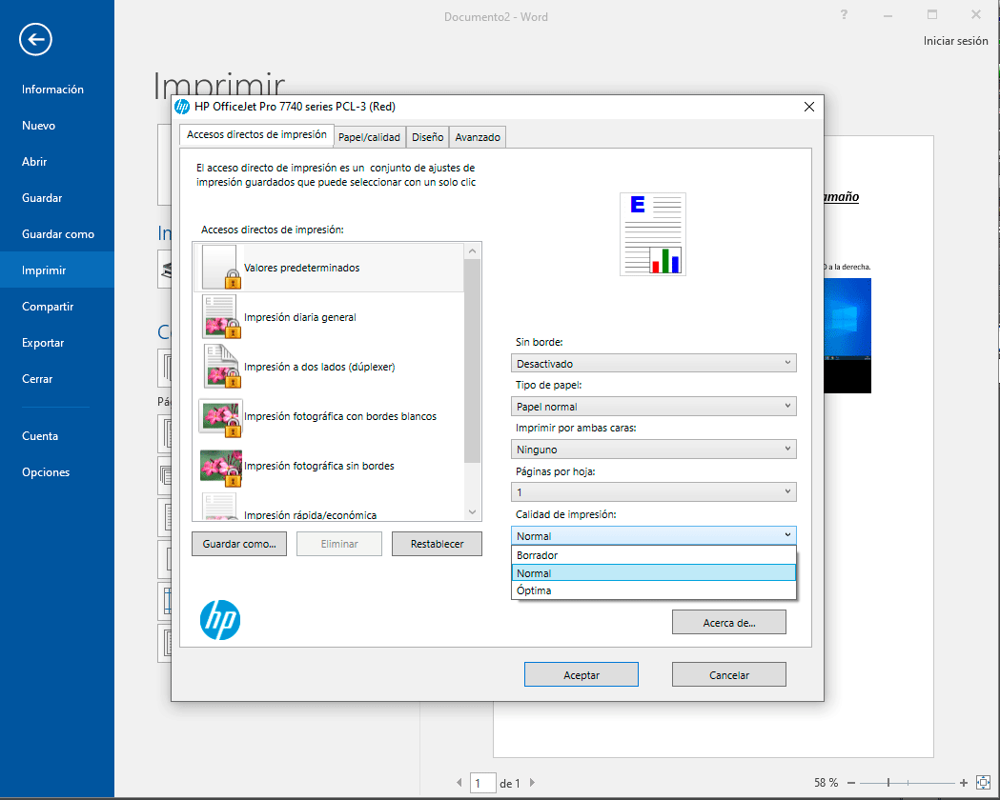 Documento2 - Word
?
Iniciar sesión
Información
Nuevo
Abrir
Guardar
Guardar como
Imprimir
Compartir
Exportar
Cerrar
Cuenta
Opciones
Imprimir
HP OfficeJet Pro 7740 series PCL-3 (Red)
Accesos directos de impresión
Papel/calidad
Diseño
Avanzado
El acceso directo de impresión es un conjunto de ajustes de
impresión guardados que puede seleccionar con un solo clic
Accesos directos de impresión:
Valores predeterminados
Impresión diaria general
Impresión a dos lados (dúplexer)
Impresión fotográfica con bordes blancos
Impresión fotográfica sin bordes
Impresión rápida/económica
Guardar como...
Eliminar
Restablecer
E
Sin borde:
Desactivado
Tipo de papel:
Papel normal
Imprimir por ambas caras:
Ninguno
Páginas por hoja:
1
Calidad de impresión:
Normal
Borrador
Normal
Óptima
Acerca de...
hp
Aceptar
Cancelar
a la derecha.
1 de 1
58 %